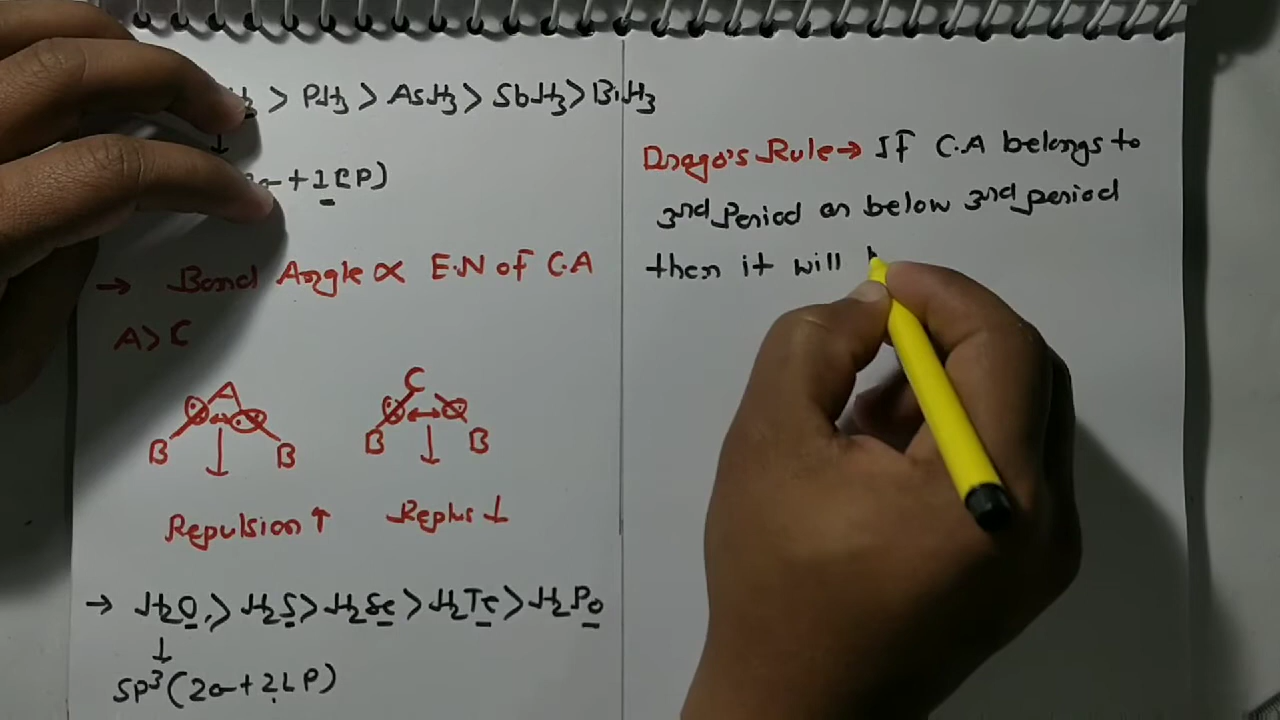 > PH3 > AsH3 > SbH3 > BiH3
↓
σ + 1LP)
→ Bond Angle ∝ E.N of C.A
A > C
A
B B
C
B B
Repulsion ↑ Replus ↓
→ H2O, > H2S > H2Se > H2Te > H2Po
↓
SP3 (2σ + 2LP)
Drago's Rule → If C.A belongs to
3rd Period or below 3rd period
then it will